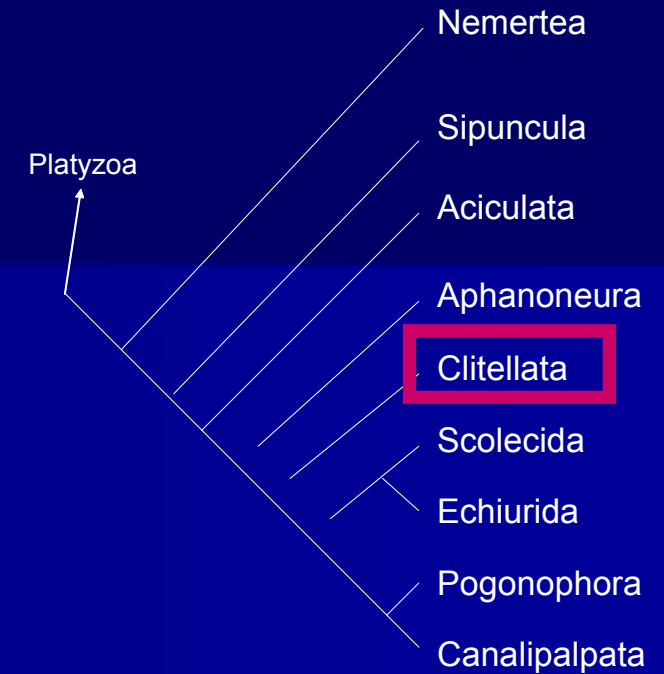 Nemertea
Sipuncula
Platyzoa
Aciculata
Aphanoneura
Clitellata
Scolecida
Echiurida
Pogonophora
Canalipalpata